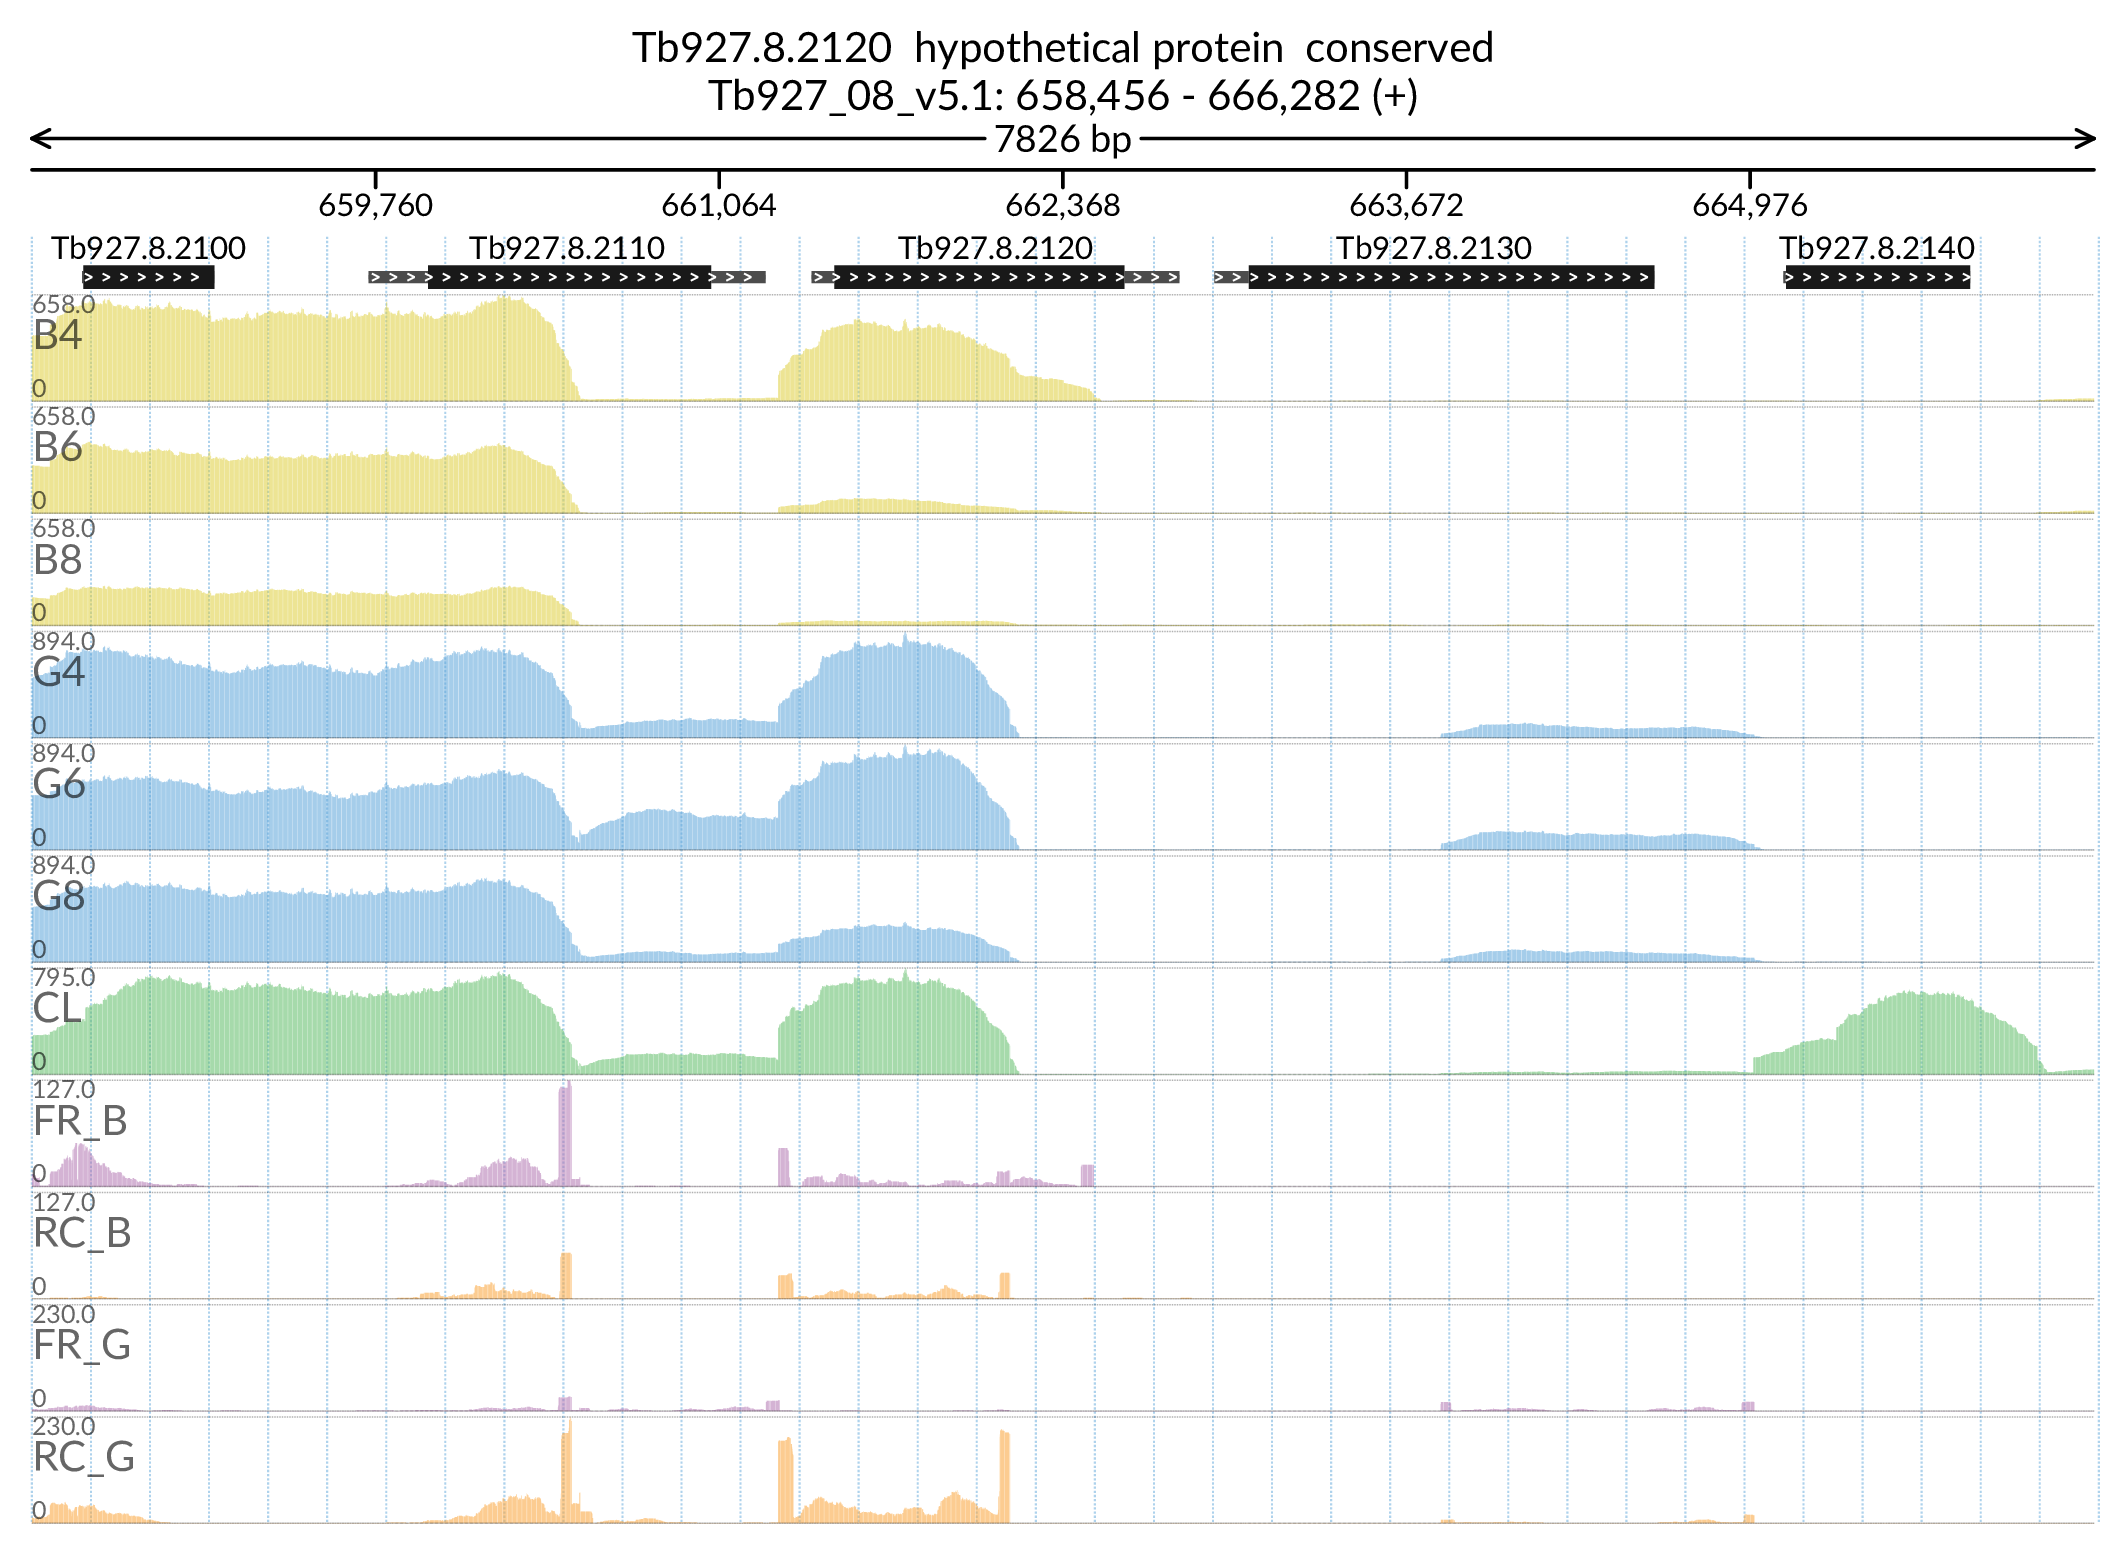 Tb927.8.2120  hypothetical protein  conserved
Tb927_08_v5.1: 658,456 - 666,282 (+)
7826 bp
659,760 661,064 662,368 663,672 664,976
Tb927.8.2100 Tb927.8.2110 Tb927.8.2120 Tb927.8.2130 Tb927.8.2140
658.0
B4
0
658.0
B6
0
658.0
B8
0
894.0
G4
0
894.0
G6
0
894.0
G8
0
795.0
CL
0
127.0
FR_B
0
127.0
RC_B
0
230.0
FR_G
0
230.0
RC_G
0